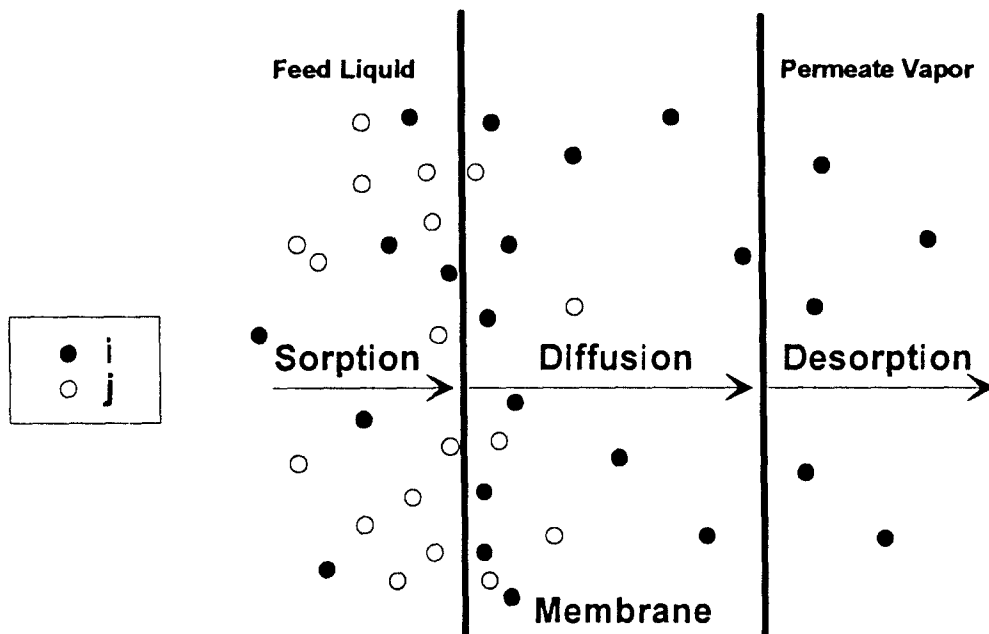 Feed Liquid
Permeate Vapor
i
j
Sorption
Diffusion
Desorption
Membrane